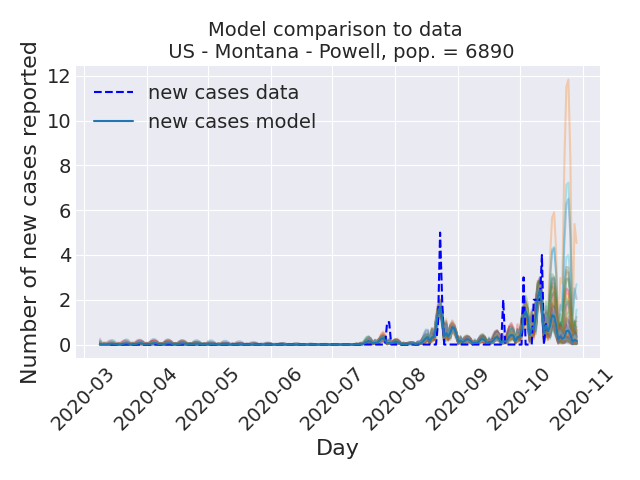 Model comparison to data
US - Montana - Powell, pop. = 6890
Number of new cases reported
12
10
8
6
4
2
0
new cases data
new cases model
2020-03
2020-04
2020-05
2020-06
2020-07
2020-08
2020-09
2020-10
2020-11
Day